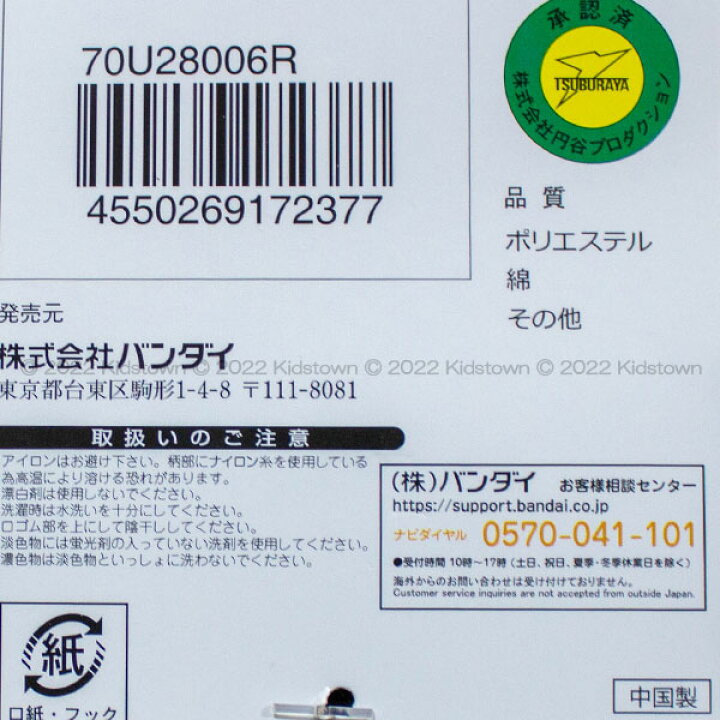 70U28006R
4550269172377
承認済
TSUBURAYA
株式会社円谷プロダクション
品質
ポリエステル
綿
その他
発売元
株式会社バンダイ
© 2022 Kidstown © 2022 Kidstown © 2022 Kidstown
東京都台東区駒形1-4-8 〒111-8081
取扱いのご注意
アイロンはお避け下さい。柄部にナイロン糸を使用している
為高温により溶ける恐れがあります。
漂白剤は使用しないでください。
洗濯時は水洗いを十分にしてください。
口ゴム部を上にして陰干ししてください。
淡色物には蛍光剤の入っていない洗剤を使用してください。
濃色物は淡色物といっしょに洗わないでください。
(株)バンダイ お客様相談センター
https://support.bandai.co.jp
ナビダイヤル 0570-041-101
●受付時間 10時～17時 (土日、祝日、夏季・冬季休業日を除く)
海外からのお問い合わせは受け付けておりません。
Customer service inquiries are not accepted from outside Japan.
紙
口紙・フック
中国製